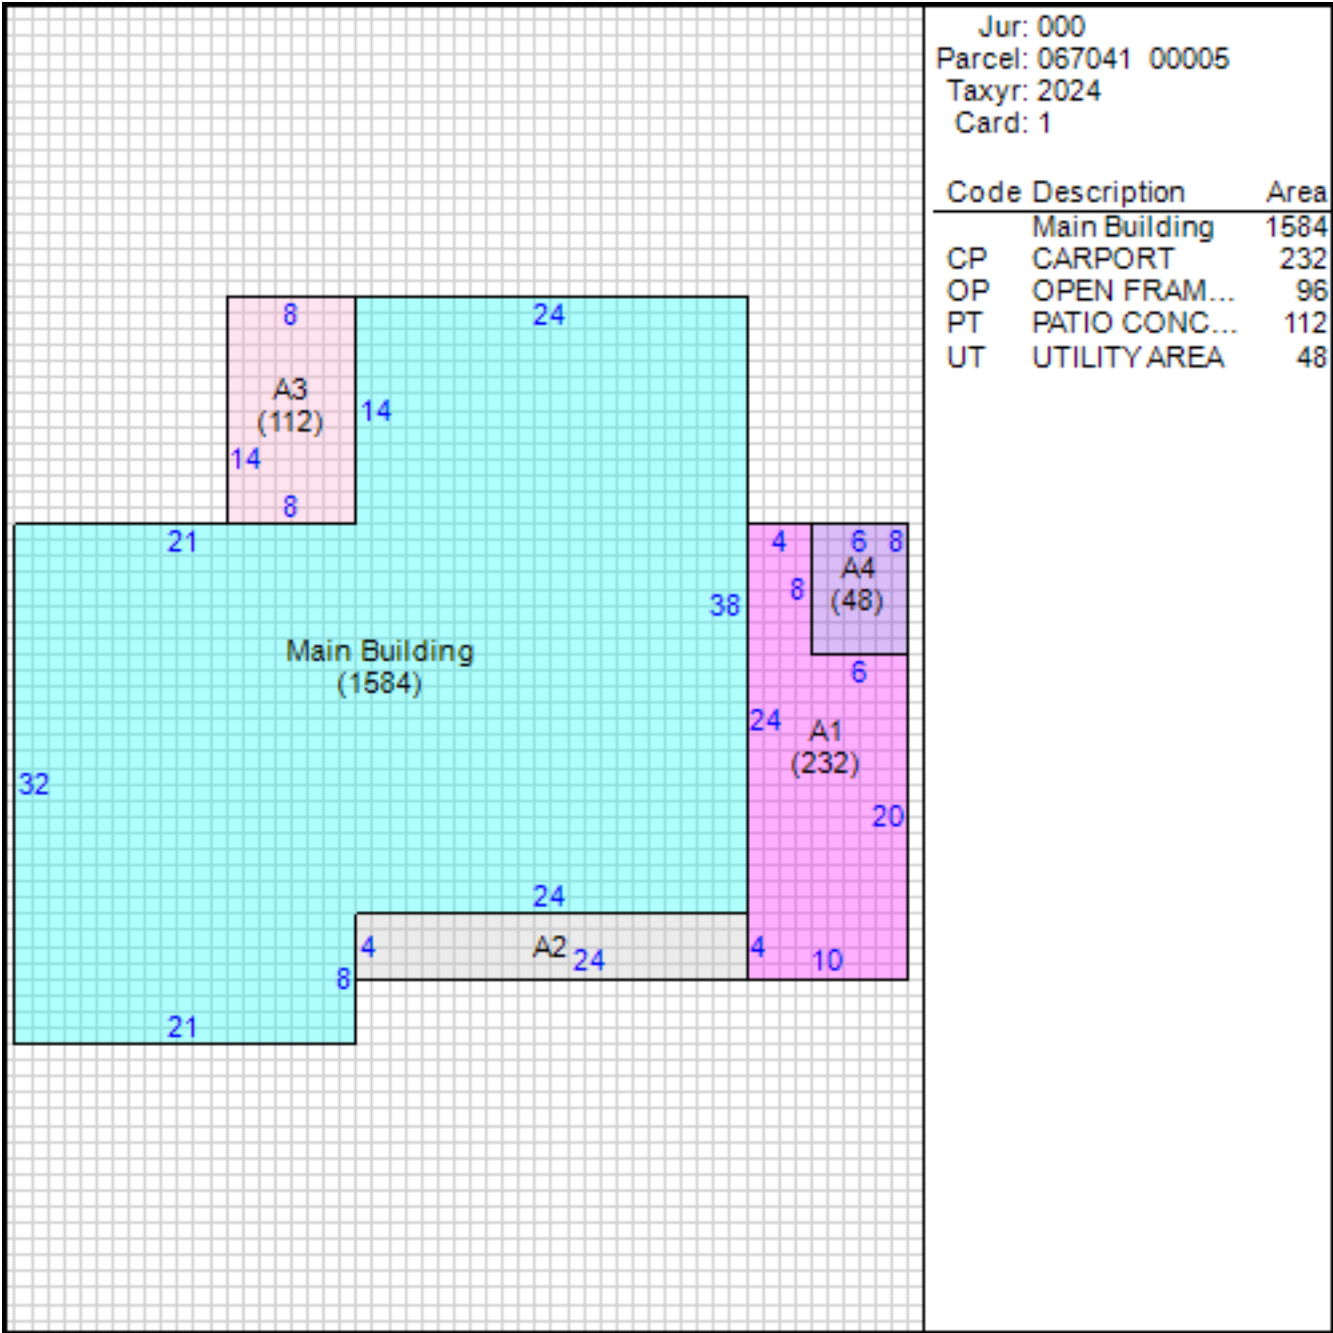 Jur: 000
Parcel: 067041 00005
Taxyr: 2024
Card: 1
Code Description Area
Main Building 1584
CP CARPORT 232
OP OPEN FRAM... 96
PT PATIO CONC... 112
UT UTILITY AREA 48
8
24
A3
(112)
14
14
8
21
4
6
8
A4
(48)
8
38
Main Building
(1584)
6
24
A1
(232)
32
20
24
4
A2
24
4
10
8
21